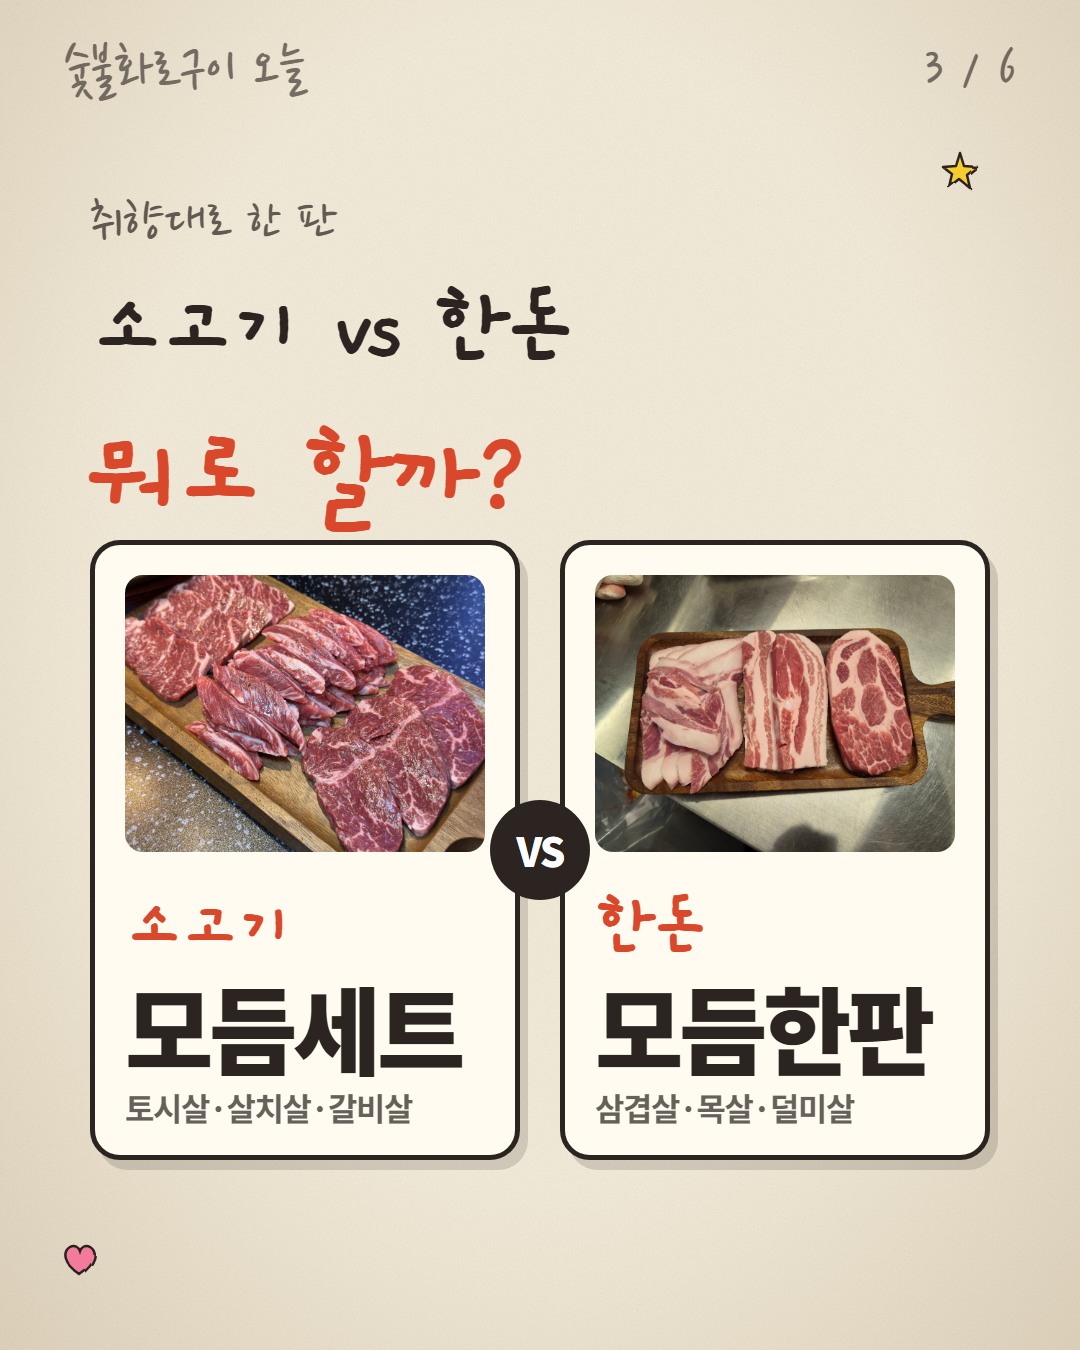 숯불화로구이 오늘
3 / 6
취향대로 한 판
소고기 vs 한돈
뭐로 할까?
VS
소고기
모듬세트
토시살·살치살·갈비살
한돈
모듬한판
삼겹살·목살·덜미살